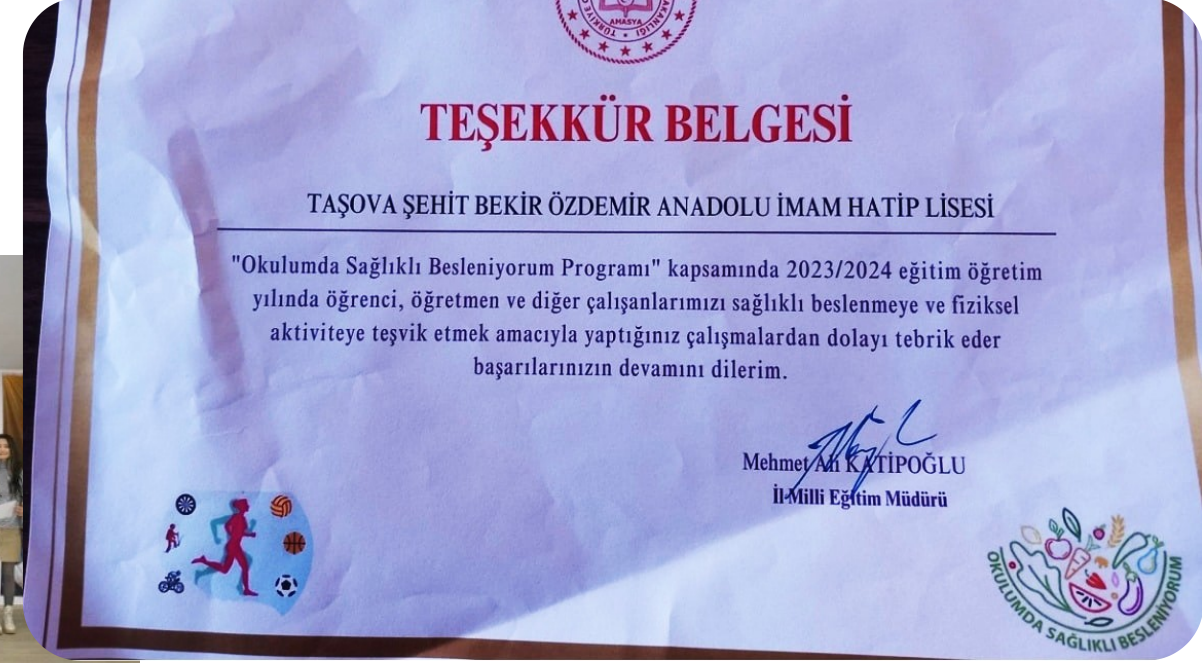 AMASYA
TEŞEKKÜR BELGESİ
TAŞOVA ŞEHİT BEKİR ÖZDEMİR ANADOLU İMAM HATİP LİSESİ
"Okulumda Sağlıklı Besleniyorum Programı" kapsamında 2023/2024 eğitim öğretim
yılında öğrenci, öğretmen ve diğer çalışanlarımızı sağlıklı beslenmeye ve fiziksel
aktiviteye teşvik etmek amacıyla yaptığınız çalışmalardan dolayı tebrik eder
başarılarınızın devamını dilerim.
Mehmet Ali KATİPOĞLU
İl Milli Eğitim Müdürü
OKULUMDA SAĞLIKLI BESLENİYORUM